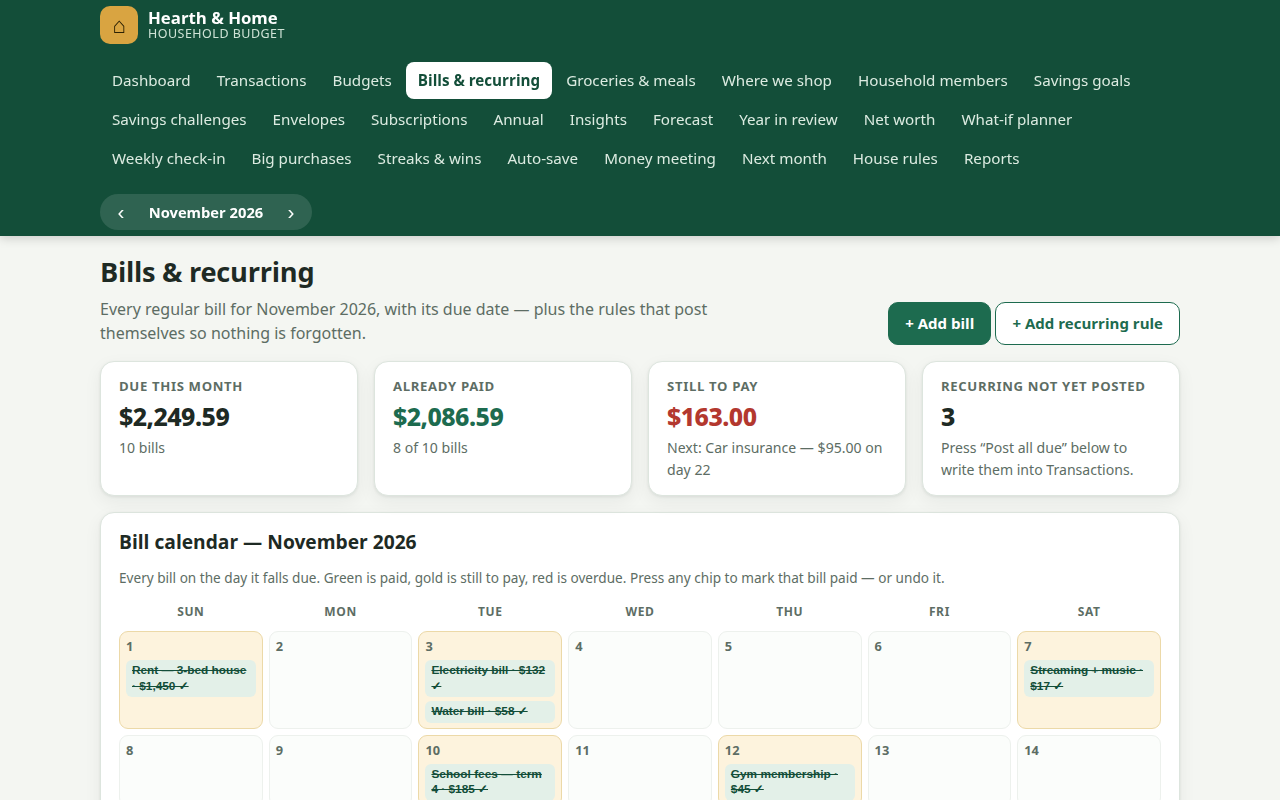 ⌂
Hearth & Home
HOUSEHOLD BUDGET
Dashboard Transactions Budgets Bills & recurring Groceries & meals Where we shop Household members Savings goals
Savings challenges Envelopes Subscriptions Annual Insights Forecast Year in review Net worth What-if planner
Weekly check-in Big purchases Streaks & wins Auto-save Money meeting Next month House rules Reports
‹ November 2026 ›
Bills & recurring
Every regular bill for November 2026, with its due date — plus the rules that post
themselves so nothing is forgotten.
+ Add bill + Add recurring rule
DUE THIS MONTH
$2,249.59
10 bills
ALREADY PAID
$2,086.59
8 of 10 bills
STILL TO PAY
$163.00
Next: Car insurance — $95.00 on
day 22
RECURRING NOT YET POSTED
3
Press “Post all due” below to
write them into Transactions.
Bill calendar — November 2026
Every bill on the day it falls due. Green is paid, gold is still to pay, red is overdue. Press any chip to mark that bill paid — or undo it.
SUN MON TUE WED THU FRI SAT
1
Rent — 3-bed house
· $1,450 ✓
2
3
Electricity bill · $132
✓
Water bill · $58 ✓
4
5
6
7
Streaming + music ·
$17 ✓
8
9
10
School fees — term
4 · $185 ✓
11
12
Gym membership ·
$45 ✓
13
14